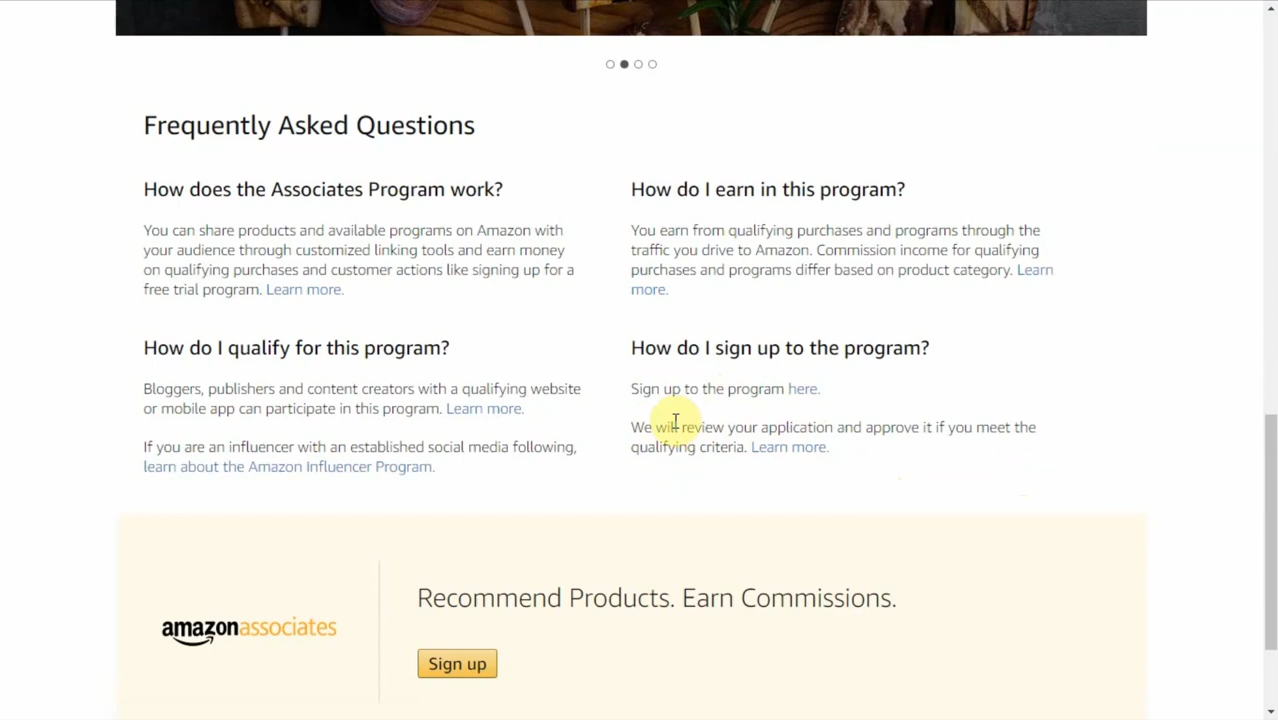 Frequently Asked Questions
How does the Associates Program work?
You can share products and available programs on Amazon with
your audience through customized linking tools and earn money
on qualifying purchases and customer actions like signing up for a
free trial program. Learn more.
How do I earn in this program?
You earn from qualifying purchases and programs through the
traffic you drive to Amazon. Commission income for qualifying
purchases and programs differ based on product category. Learn
more.
How do I qualify for this program?
Bloggers, publishers and content creators with a qualifying website
or mobile app can participate in this program. Learn more.
If you are an influencer with an established social media following,
learn about the Amazon Influencer Program.
How do I sign up to the program?
Sign up to the program here.
We will review your application and approve it if you meet the
qualifying criteria. Learn more.
amazonassociates
Recommend Products. Earn Commissions.
Sign up